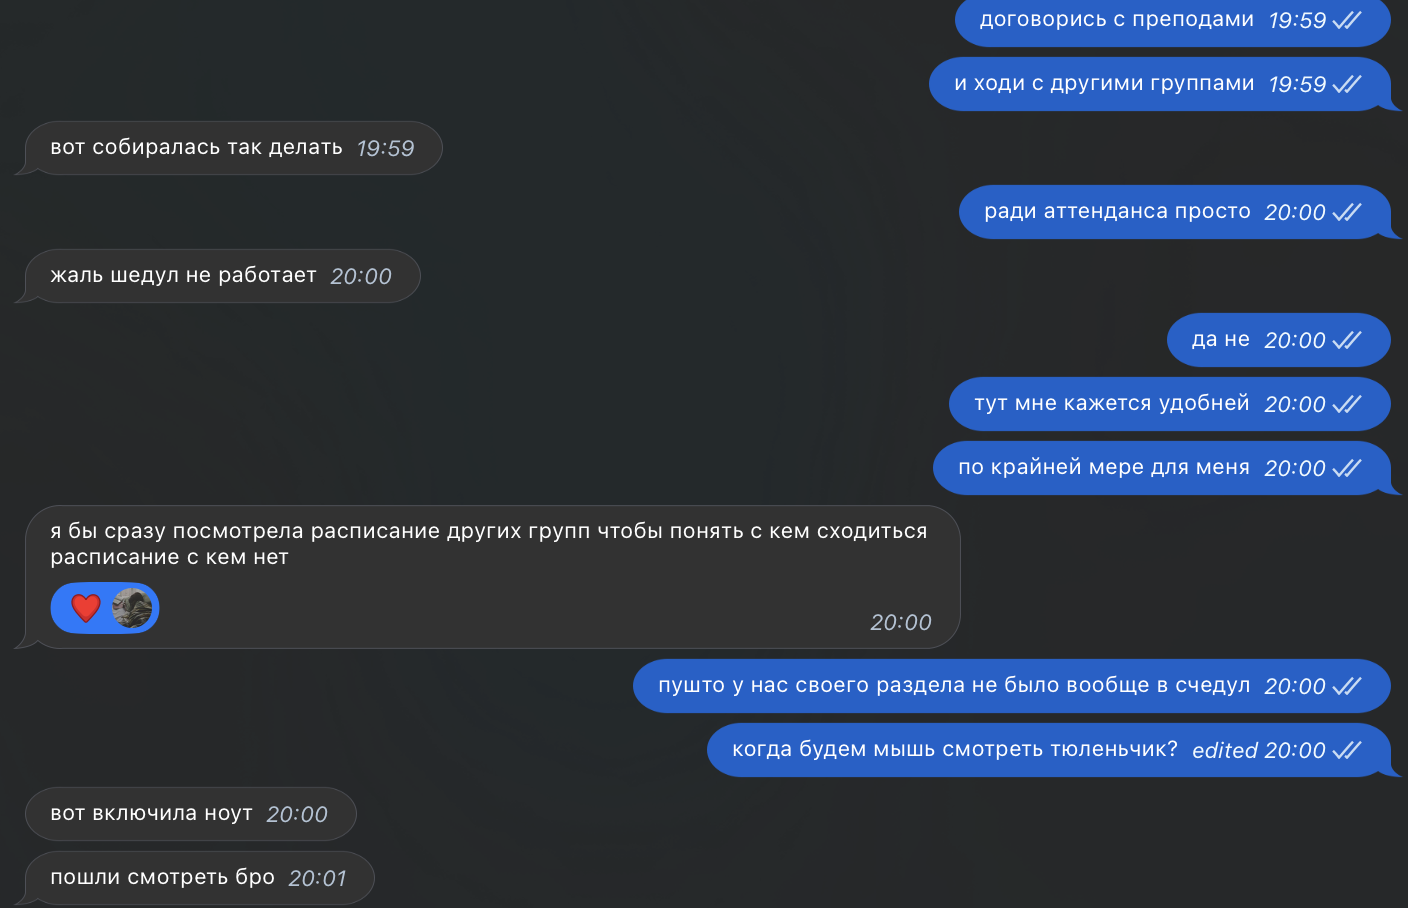 договорись с преподами 19:59
и ходи с другими группами 19:59
вот собиралась так делать 19:59
ради аттенданса просто 20:00
жаль шедул не работает 20:00
да не 20:00
тут мне кажется удобней 20:00
по крайней мере для меня 20:00
я бы сразу посмотрела расписание других групп чтобы понять с кем сходиться
расписание с кем нет
20:00
пушто у нас своего раздела не было вообще в счедул 20:00
когда будем мышь смотреть тюленьчик? edited 20:00
вот включила ноут 20:00
пошли смотреть бро 20:01